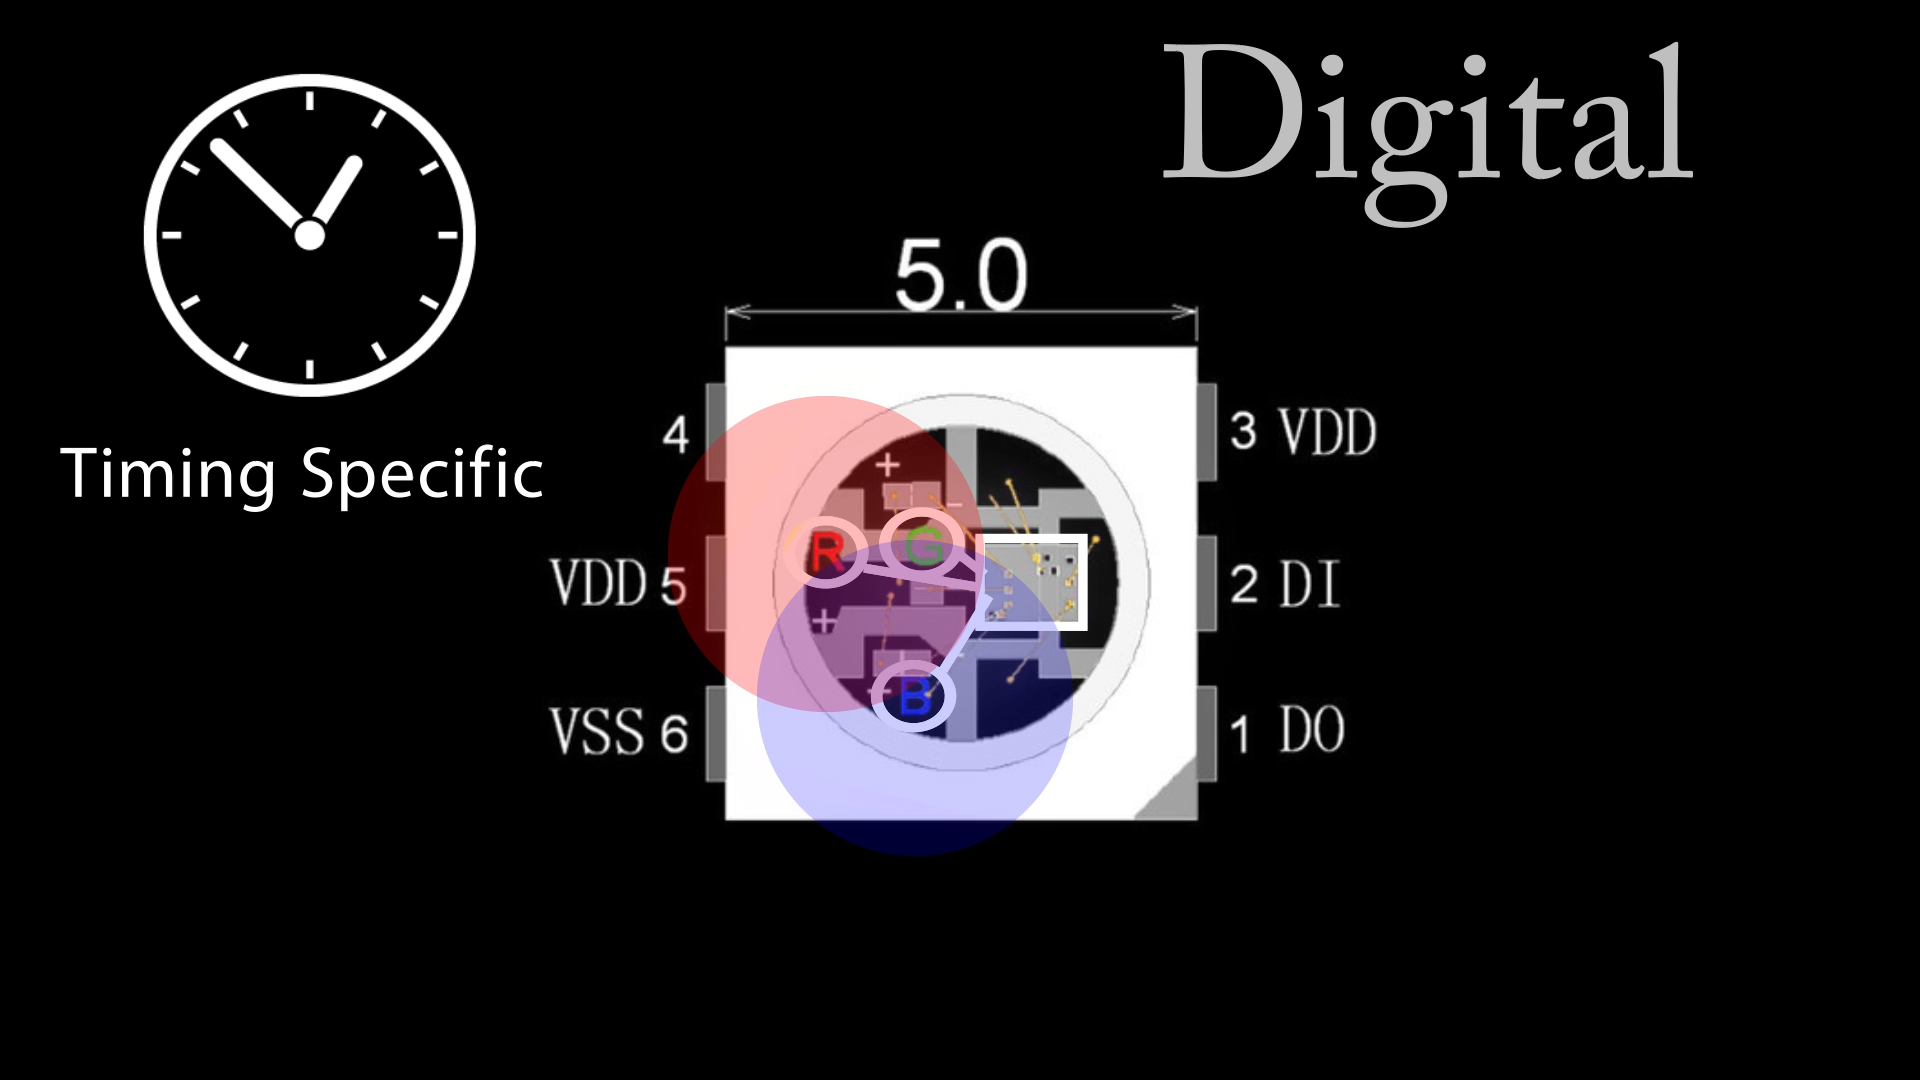 Digital
Timing Specific
5.0
4
3 VDD
+
-
R
G
VDD 5
2 DI
+
-
+
-
B
VSS 6
1 DO